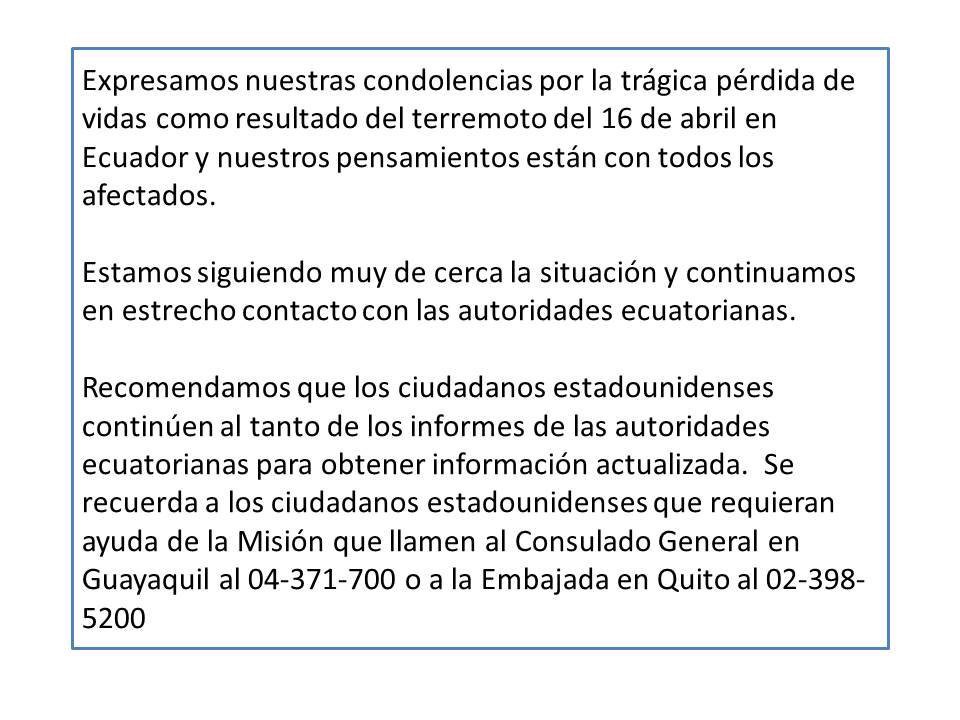 Expresamos nuestras condolencias por la trágica pérdida de
vidas como resultado del terremoto del 16 de abril en
Ecuador y nuestros pensamientos están con todos los
afectados.
Estamos siguiendo muy de cerca la situación y continuamos
en estrecho contacto con las autoridades ecuatorianas.
Recomendamos que los ciudadanos estadounidenses
continúen al tanto de los informes de las autoridades
ecuatorianas para obtener información actualizada.  Se
recuerda a los ciudadanos estadounidenses que requieran
ayuda de la Misión que llamen al Consulado General en
Guayaquil al 04-371-700 o a la Embajada en Quito al 02-398-
5200